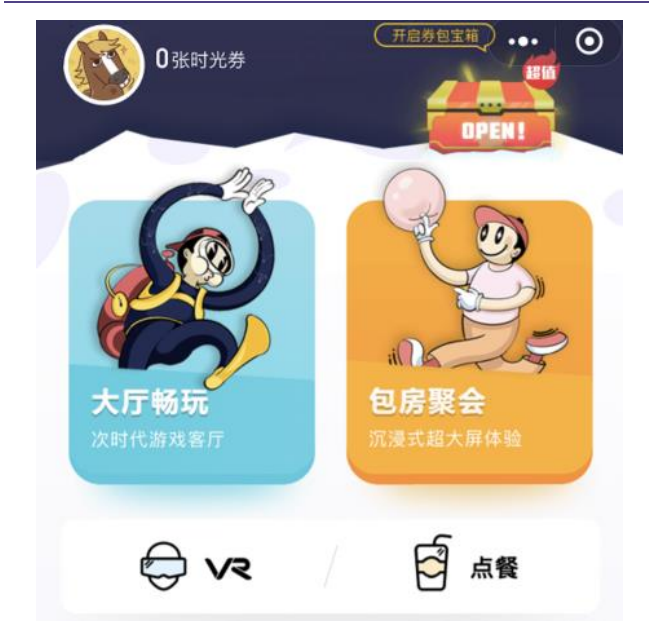 开启券包宝箱
0张时光券
超值
OPEN!
大厅畅玩
次时代游戏客厅
包房聚会
沉浸式超大屏体验
VR
点餐